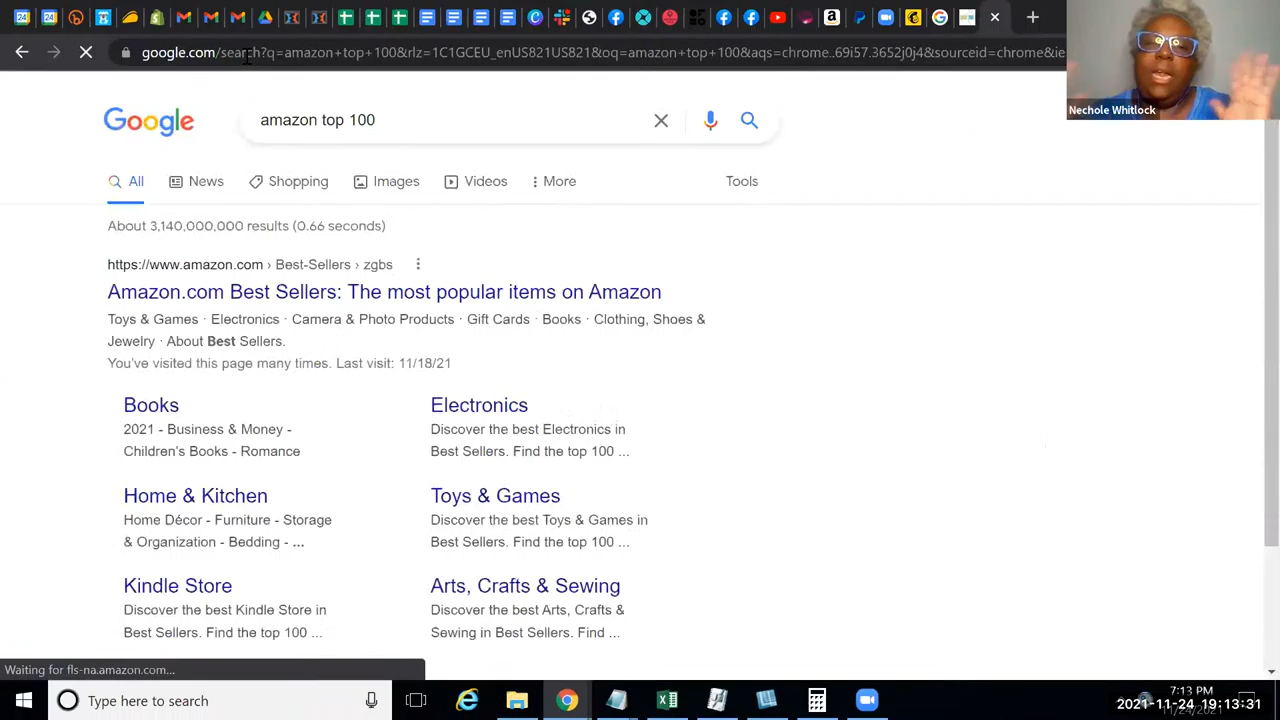 24
24
google.com/search?q=amazon+top+100&rlz=1C1GCEU_enUS821US821&oq=amazon+top+100&aqs=chrome..69i57.3652j0j4&sourceid=chrome&ie
Nechole Whitlock
Google
amazon top 100
All
News
Shopping
Images
Videos
More
Tools
About 3,140,000,000 results (0.66 seconds)
https://www.amazon.com › Best-Sellers › zgbs
Amazon.com Best Sellers: The most popular items on Amazon
Toys & Games · Electronics · Camera & Photo Products · Gift Cards · Books · Clothing, Shoes &
Jewelry · About Best Sellers.
You've visited this page many times. Last visit: 11/18/21
Books
2021 - Business & Money -
Children's Books - Romance
Electronics
Discover the best Electronics in
Best Sellers. Find the top 100 ...
Home & Kitchen
Home Décor - Furniture - Storage
& Organization - Bedding - ...
Toys & Games
Discover the best Toys & Games in
Best Sellers. Find the top 100 ...
Kindle Store
Discover the best Kindle Store in
Best Sellers. Find the top 100 ...
Arts, Crafts & Sewing
Discover the best Arts, Crafts &
Sewing in Best Sellers. Find ...
Waiting for fls-na.amazon.com...
Type here to search
7:13 PM
2021-11-24 19:13:31
11/24/2021